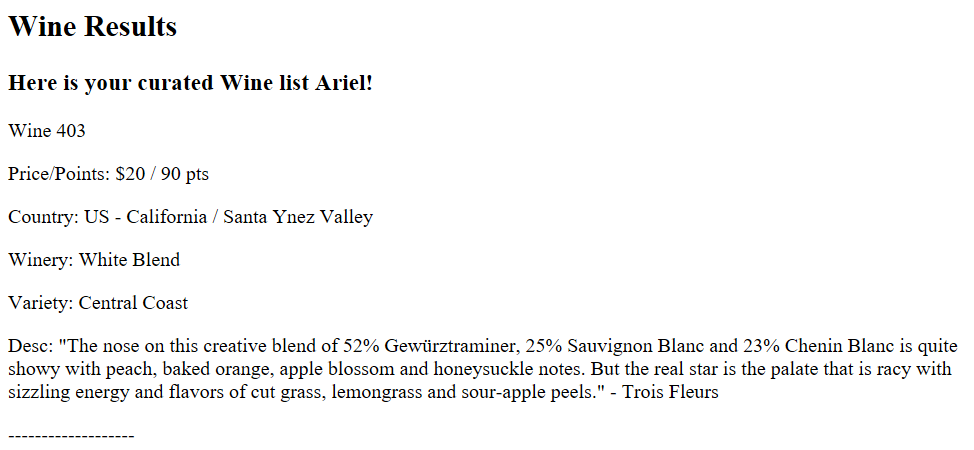 Wine Results
Here is your curated Wine list Ariel!
Wine 403
Price/Points: $20 / 90 pts
Country: US - California / Santa Ynez Valley
Winery: White Blend
Variety: Central Coast
Desc: "The nose on this creative blend of 52% Gewürztraminer, 25% Sauvignon Blanc and 23% Chenin Blanc is quite
showy with peach, baked orange, apple blossom and honeysuckle notes. But the real star is the palate that is racy with
sizzling energy and flavors of cut grass, lemongrass and sour-apple peels." - Trois Fleurs
-------------------